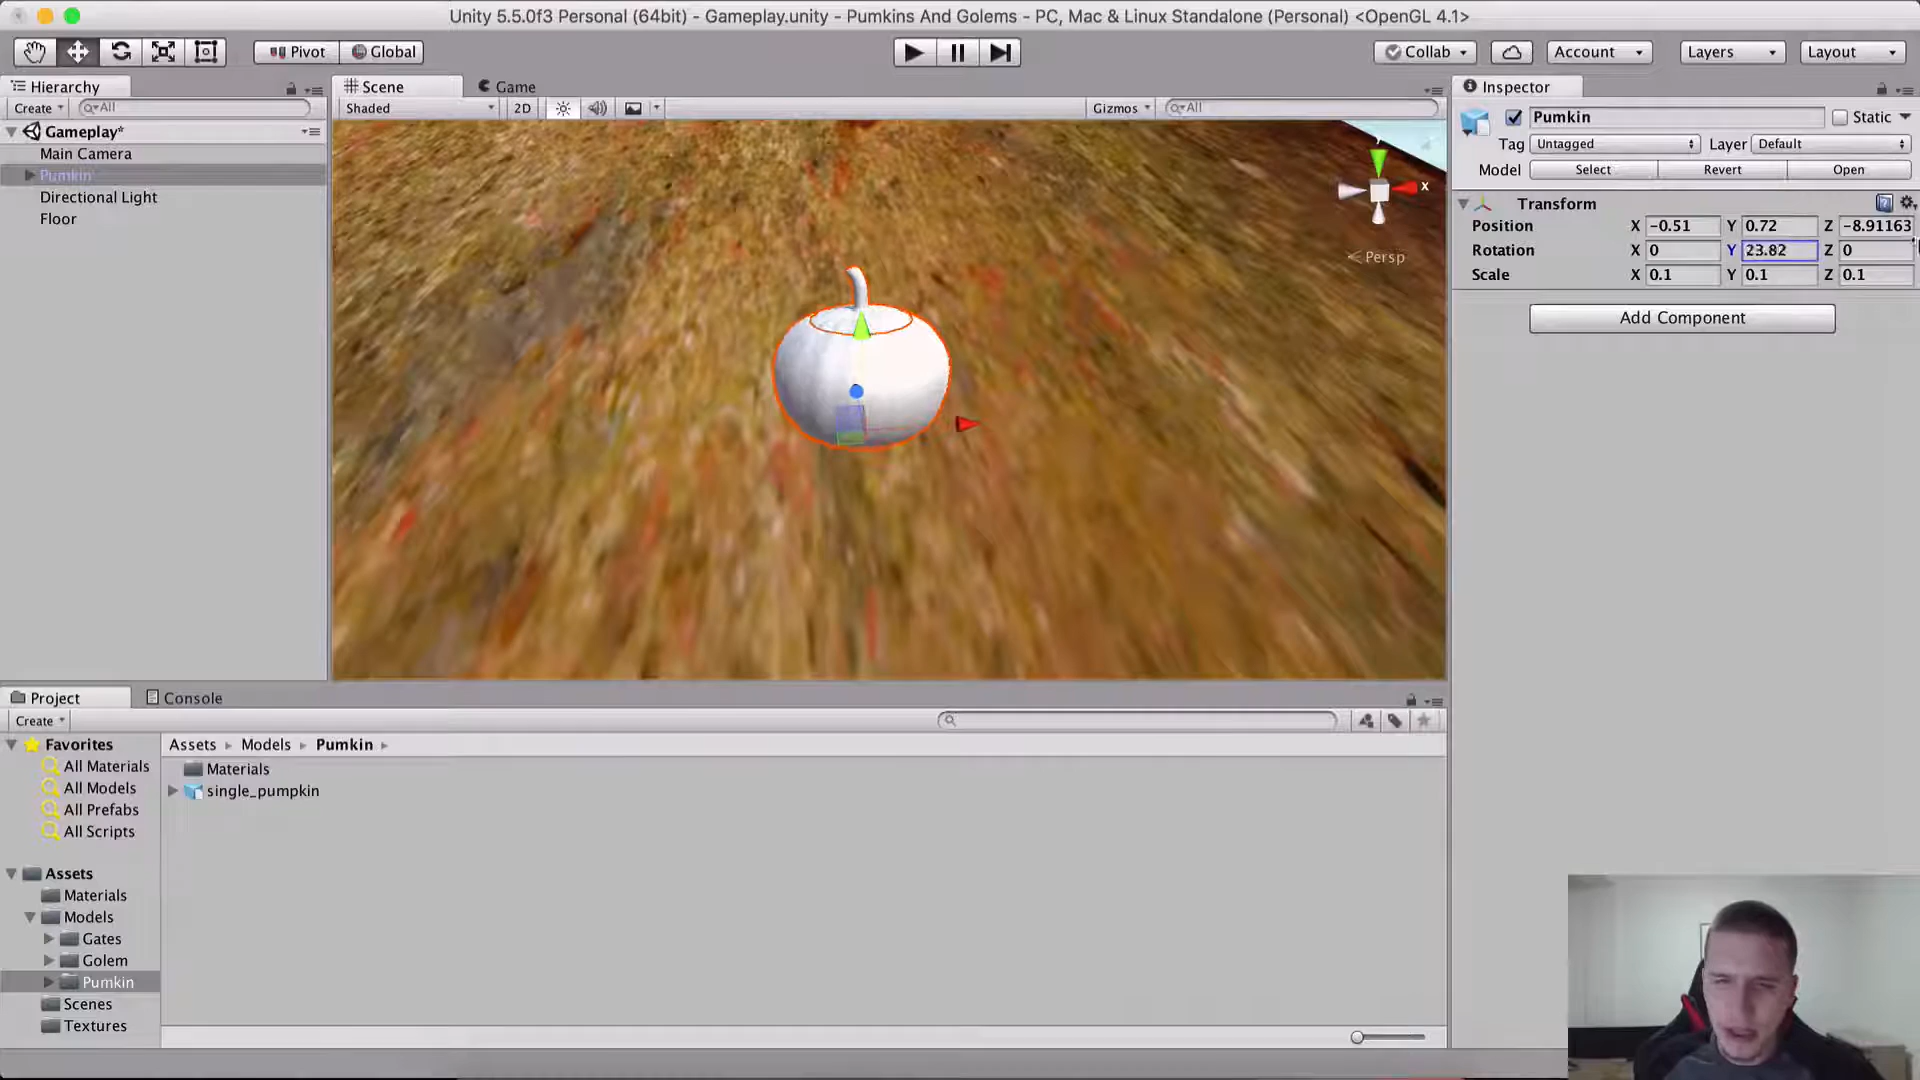 Unity 5.5.0f3 Personal (64bit) - Gameplay.unity - Pumkins And Golems - PC, Mac & Linux Standalone (Personal) <OpenGL 4.1>
Pivot Global Collab Account Layers Layout
Hierarchy
Create All
Gameplay*
Main Camera
Pumkin
Directional Light
Floor
Scene Game
Shaded 2D Gizmos All
x
Persp
Inspector
Pumkin Static
Tag Untagged Layer Default
Model Select Revert Open
Transform
Position X -0.51 Y 0.72 Z -8.91163
Rotation X 0 Y 23.82 Z 0
Scale X 0.1 Y 0.1 Z 0.1
Add Component
Project Console
Create
Favorites
All Materials
All Models
All Prefabs
All Scripts
Assets
Materials
Models
Gates
Golem
Pumkin
Scenes
Textures
Assets Models Pumkin
Materials
single_pumpkin